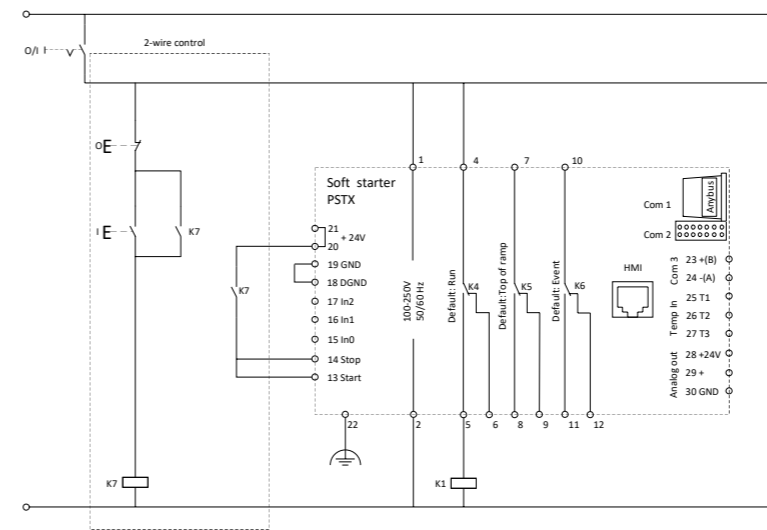 2-wire control
O/I
O
I
K7
K7
K7
Soft starter
PSTX
21
+ 24V
20
19 GND
18 DGND
17 In2
16 In1
15 In0
14 Stop
13 Start
22
1
4
7
10
100-250V
50/60 Hz
Default: Run
K4
Default:Top of ramp
K5
Default: Event
K6
HMI
Com 1
Anybus
Com 2
Com 3
23 +(B)
24 -(A)
Temp In
25 T1
26 T2
27 T3
Analog out
28 +24V
29 +
30 GND
2
5
6
8
9
11
12
K1